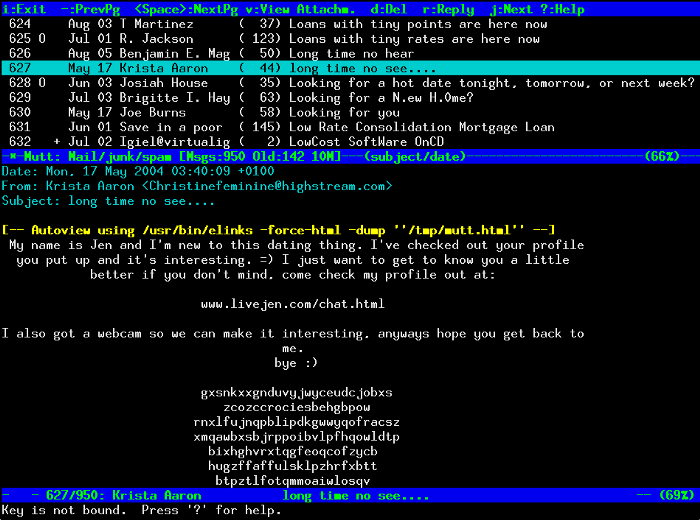 i:Exit  -:PrevPg  <Space>:NextPg v:View Attachm.  d:Del  r:Reply  j:Next ?:Help
624     Aug 03 T Martinez      (  37) Loans with tiny points are here now
625 O   Jul 01 R. Jackson      ( 123) Loans with tiny rates are here now
626     Aug 05 Benjamin E. Mag (  50) Long time no hear
627     May 17 Krista Aaron    (  44) long time no see....
628 O   Jun 03 Josiah House    (  35) Looking for a hot date tonight, tomorrow, or next week?
629     Jul 03 Brigitte I. Hay (  63) Looking for a N.ew H.Ome?
630     May 17 Joe Burns       (  58) Looking for you
631     Jun 01 Save in a poor  ( 145) Low Rate Consolidation Mortgage Loan
632   + Jul 02 Igiel@virtualig (   2) LowCost SoftWare OnCD
-*-Mutt: Mail/junk/spam [Msgs:950 Old:142 10M]---(subject/date)-------------------------(66%)---
Date: Mon, 17 May 2004 03:40:09 +0100
From: Krista Aaron <Christinefeminine@highstream.com>
Subject: long time no see....
[-- Autoview using /usr/bin/elinks -force-html -dump ''/tmp/mutt.html'' --]
My name is Jen and I'm new to this dating thing. I've checked out your profile
you put up and it's interesting. =) I just want to get to know you a little
better if you don't mind, come check my profile out at:
www.livejen.com/chat.html
I also got a webcam so we can make it interesting, anyways hope you get back to
me.
bye :)
gxsnkxxgnduvyjwyceudcjobxs
zcozccrociesbehgbpow
rnxlfujnqpblipdkgwwyqofracsz
xmqawbxsbjrppoibvlpfhqowldtp
bixhghvrxtqgfeoqcofzycb
hugzffaffulsklpzhrfxbtt
btpztlfotqmmoaiwlosqv
-   - 627/950: Krista Aaron          long time no see....                              -- (69%)
Key is not bound.  Press '?' for help.